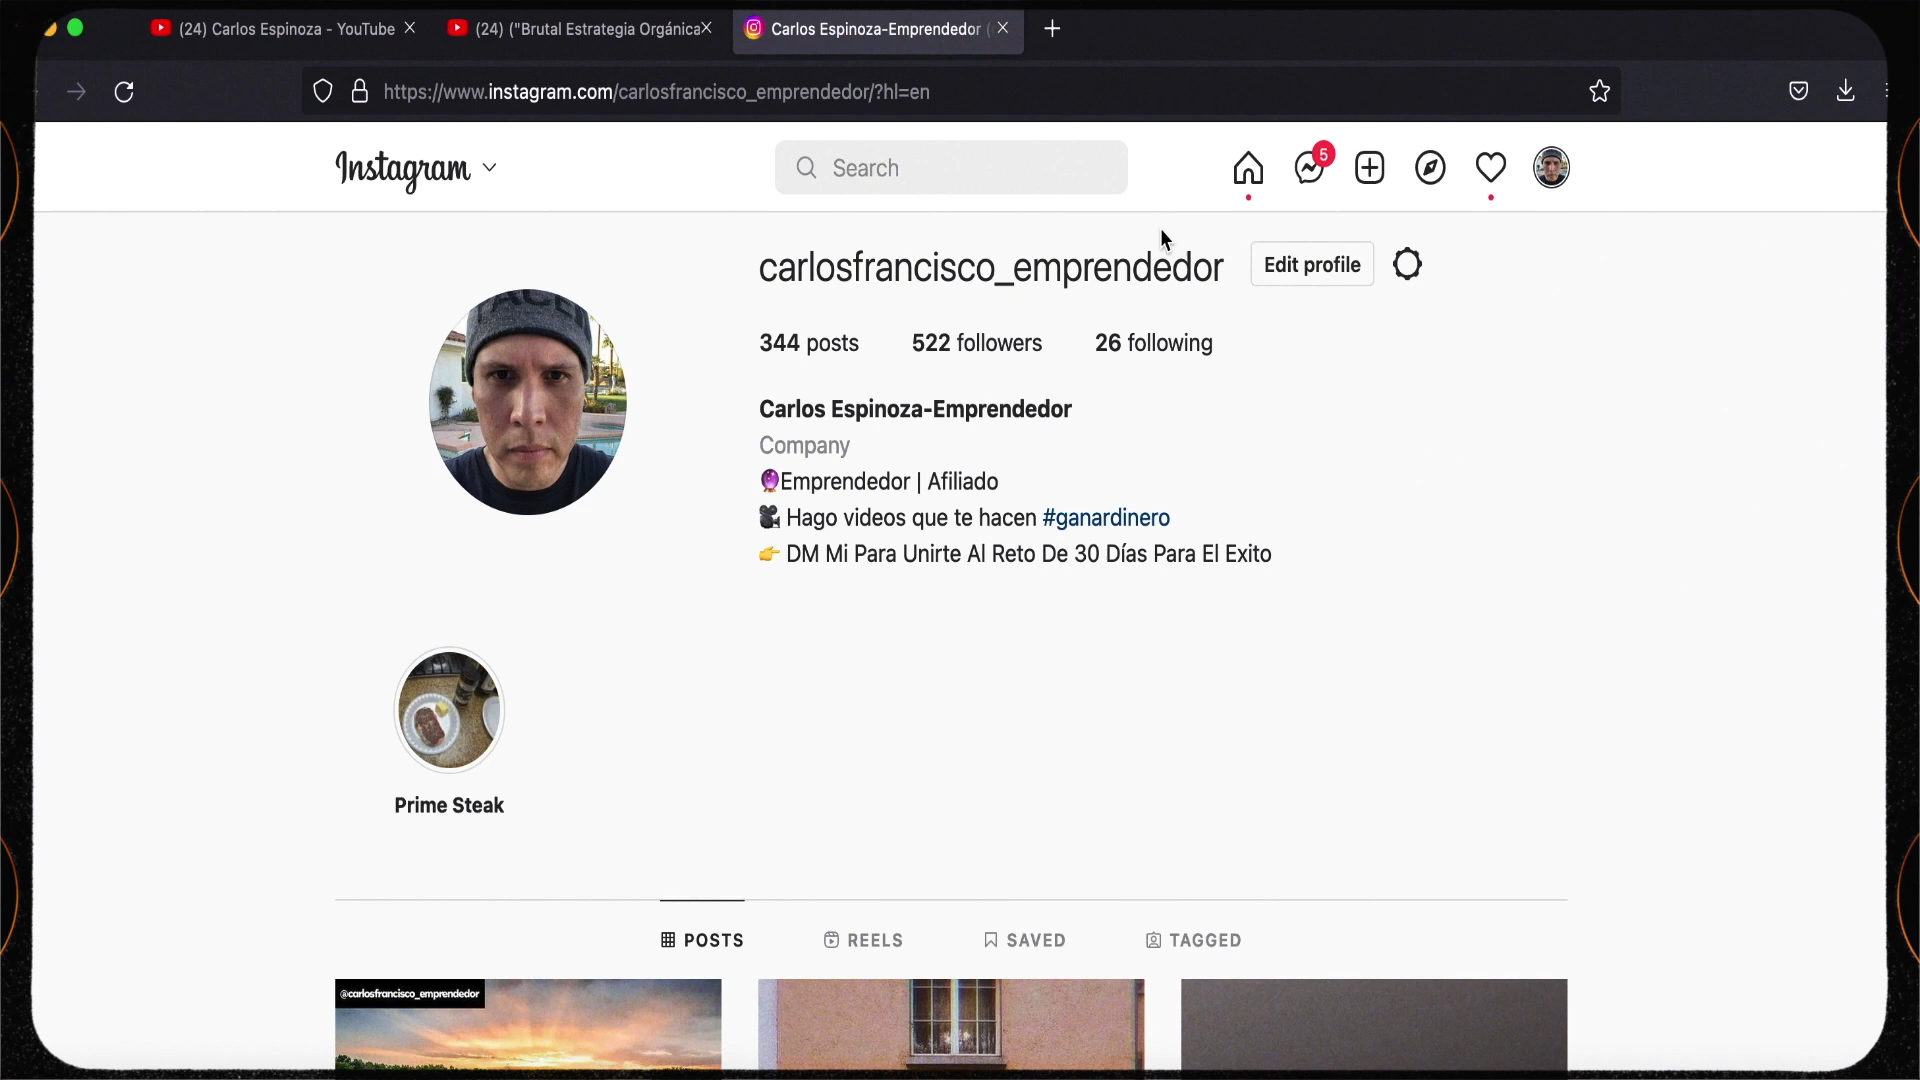 (24) Carlos Espinoza - YouTube
(24) ("Brutal Estrategia Orgánica
Carlos Espinoza-Emprendedor (
https://www.instagram.com/carlosfrancisco_emprendedor/?hl=en
Instagram
Search
5
carlosfrancisco_emprendedor
Edit profile
344 posts
522 followers
26 following
Carlos Espinoza-Emprendedor
Company
🔮Emprendedor | Afiliado
🎥 Hago videos que te hacen #ganardinero
👉 DM Mi Para Unirte Al Reto De 30 Días Para El Exito
Prime Steak
POSTS
REELS
SAVED
TAGGED
@carlosfrancisco_emprendedor